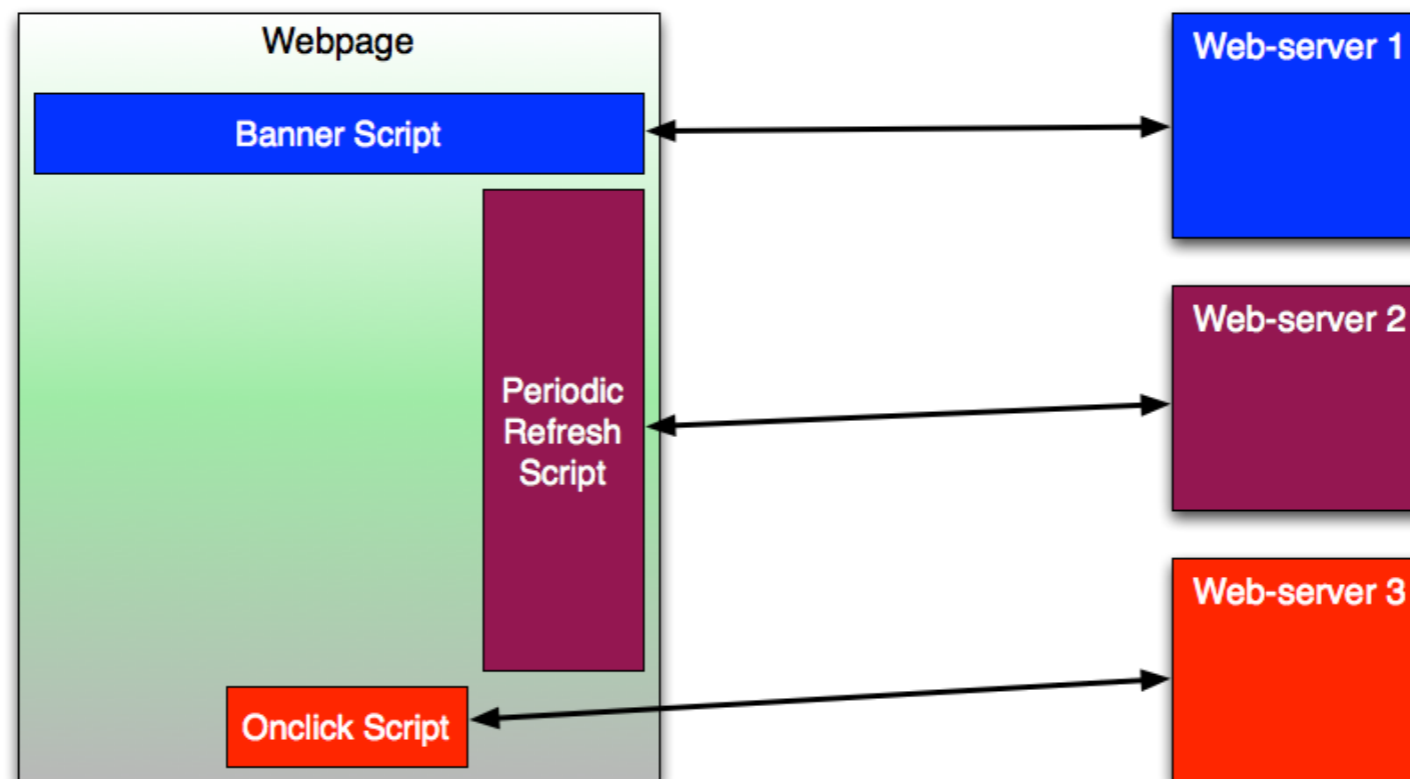 Webpage
Banner Script
Periodic
Refresh
Script
Onclick Script
Web-server 1
Web-server 2
Web-server 3